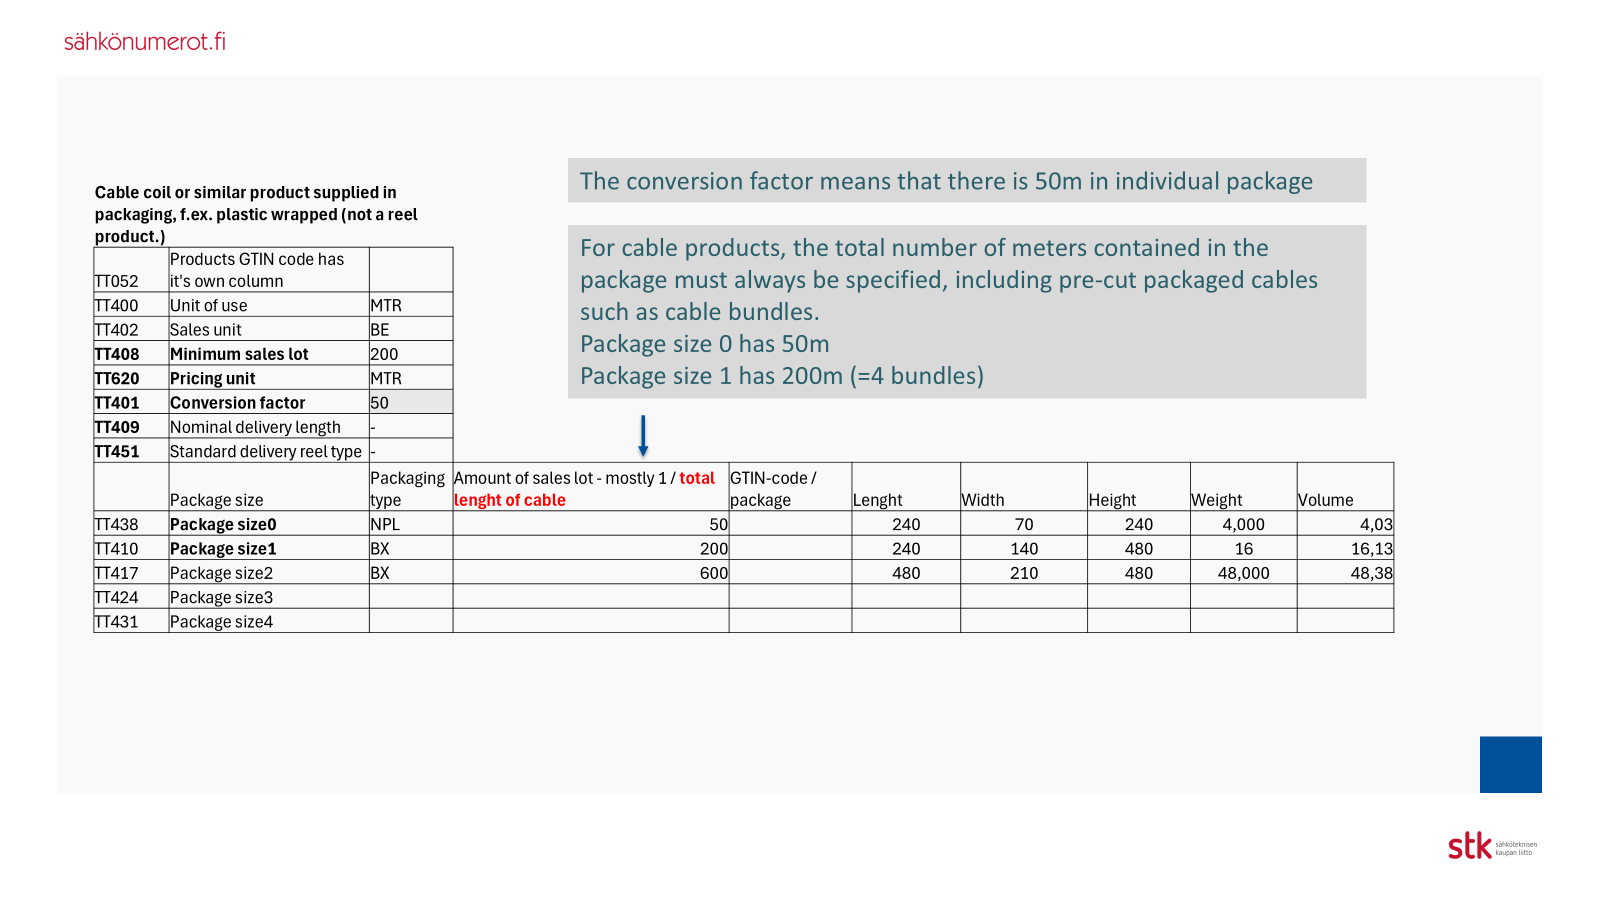 sähkönumerot.fi
The conversion factor means that there is 50m in individual package
Cable coil or similar product supplied in
packaging, f.ex. plastic wrapped (not a reel
product.)
For cable products, the total number of meters contained in the
package must always be specified, including pre-cut packaged cables
such as cable bundles.
Package size 0 has 50m
Package size 1 has 200m (=4 bundles)
TT052 Products GTIN code has
it's own column
TT400 Unit of use MTR
TT402 Sales unit BE
TT408 Minimum sales lot 200
TT620 Pricing unit MTR
TT401 Conversion factor 50
TT409 Nominal delivery length -
TT451 Standard delivery reel type -
Package size Packaging
type Amount of sales lot - mostly 1 / total
lenght of cable GTIN-code /
package Lenght Width Height Weight Volume
TT438 Package size0 NPL 50 240 70 240 4,000 4,03
TT410 Package size1 BX 200 240 140 480 16 16,13
TT417 Package size2 BX 600 480 210 480 48,000 48,38
TT424 Package size3
TT431 Package size4
stk sähköteknisen
kaupan liitto